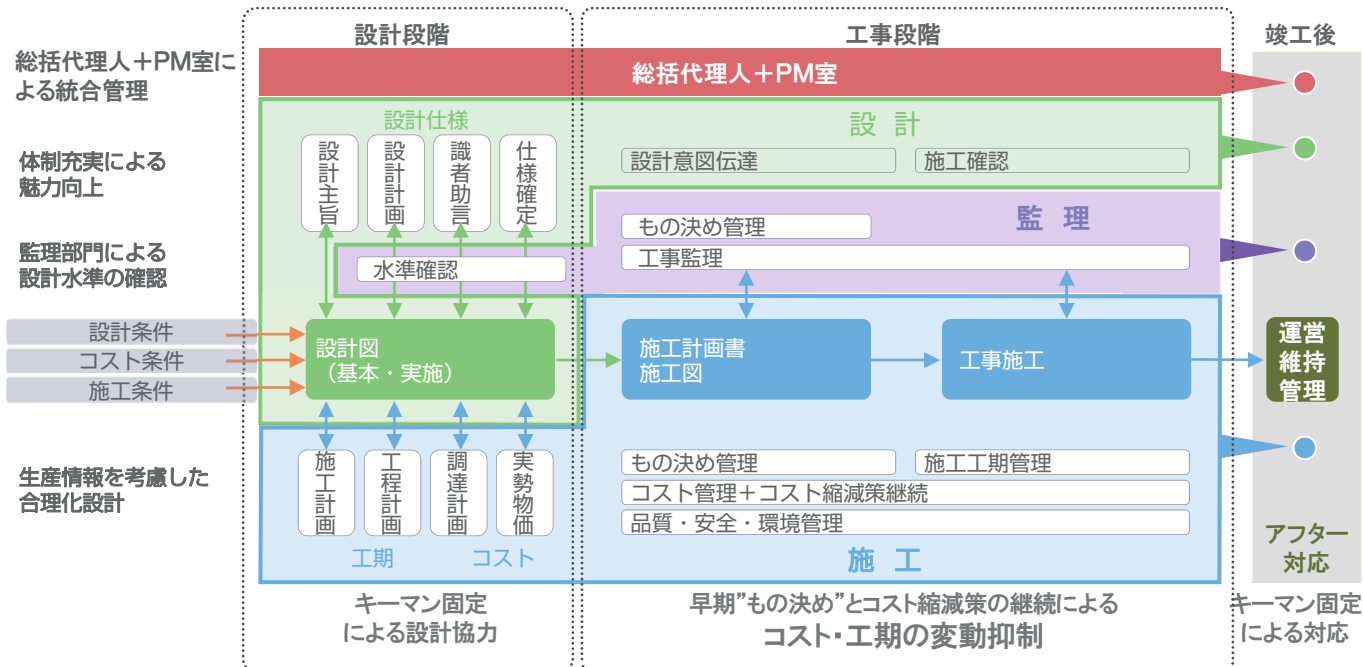 設計段階
工事段階
竣工後
総括代理人＋PM室に
よる統合管理
総括代理人＋PM室
体制充実による
魅力向上
設計仕様
設計主旨
設計計画
識者助言
仕様確定
設 計
設計意図伝達
施工確認
監理部門による
設計水準の確認
水準確認
監 理
もの決め管理
工事監理
設計条件
コスト条件
施工条件
設計図
（基本・実施）
施工計画書
施工図
工事施工
運営
維持
管理
生産情報を考慮した
合理化設計
施工計画
工程計画
調達計画
実勢物価
工期
コスト
もの決め管理
施工工期管理
コスト管理＋コスト縮減策継続
品質・安全・環境管理
施 工
アフター
対応
キーマン固定
による設計協力
早期”もの決め”とコスト縮減策の継続による
コスト・工期の変動抑制
キーマン固定
による対応